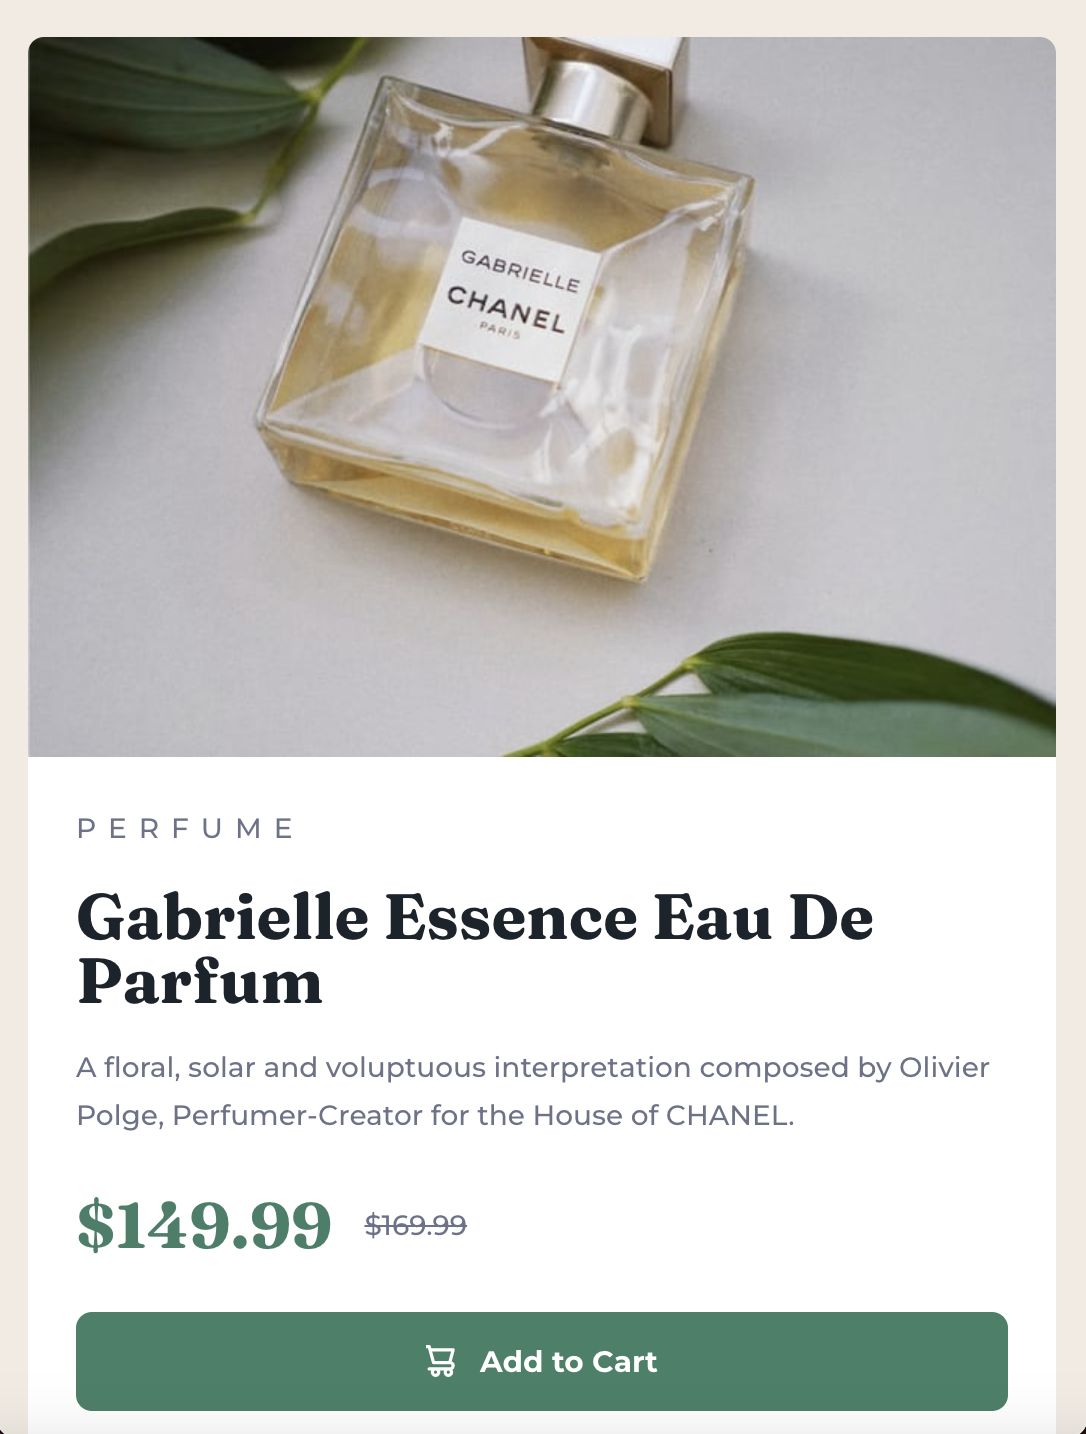 GABRIELLE
CHANEL
PARIS
PERFUME
Gabrielle Essence Eau De
Parfum
A floral, solar and voluptuous interpretation composed by Olivier
Polge, Perfumer-Creator for the House of CHANEL.
$149.99 $169.99
Add to Cart